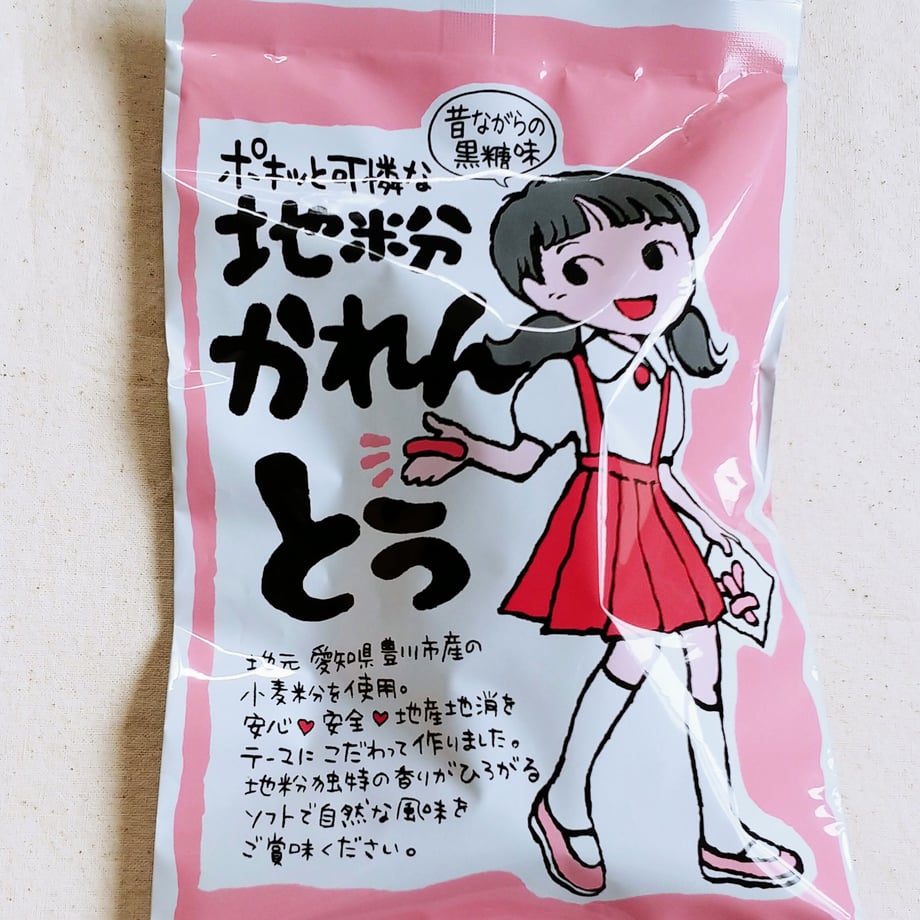 昔ながらの
黒糖味
ポキッと可憐な
地粉
かれん
とう
地元 愛知県豊川市産の
小麦粉を使用。
安心♥安全♥地産地消を
テーマにこだわって作りました。
地粉独特の香りがひろがる
ソフトで自然な風味を
ご賞味ください。